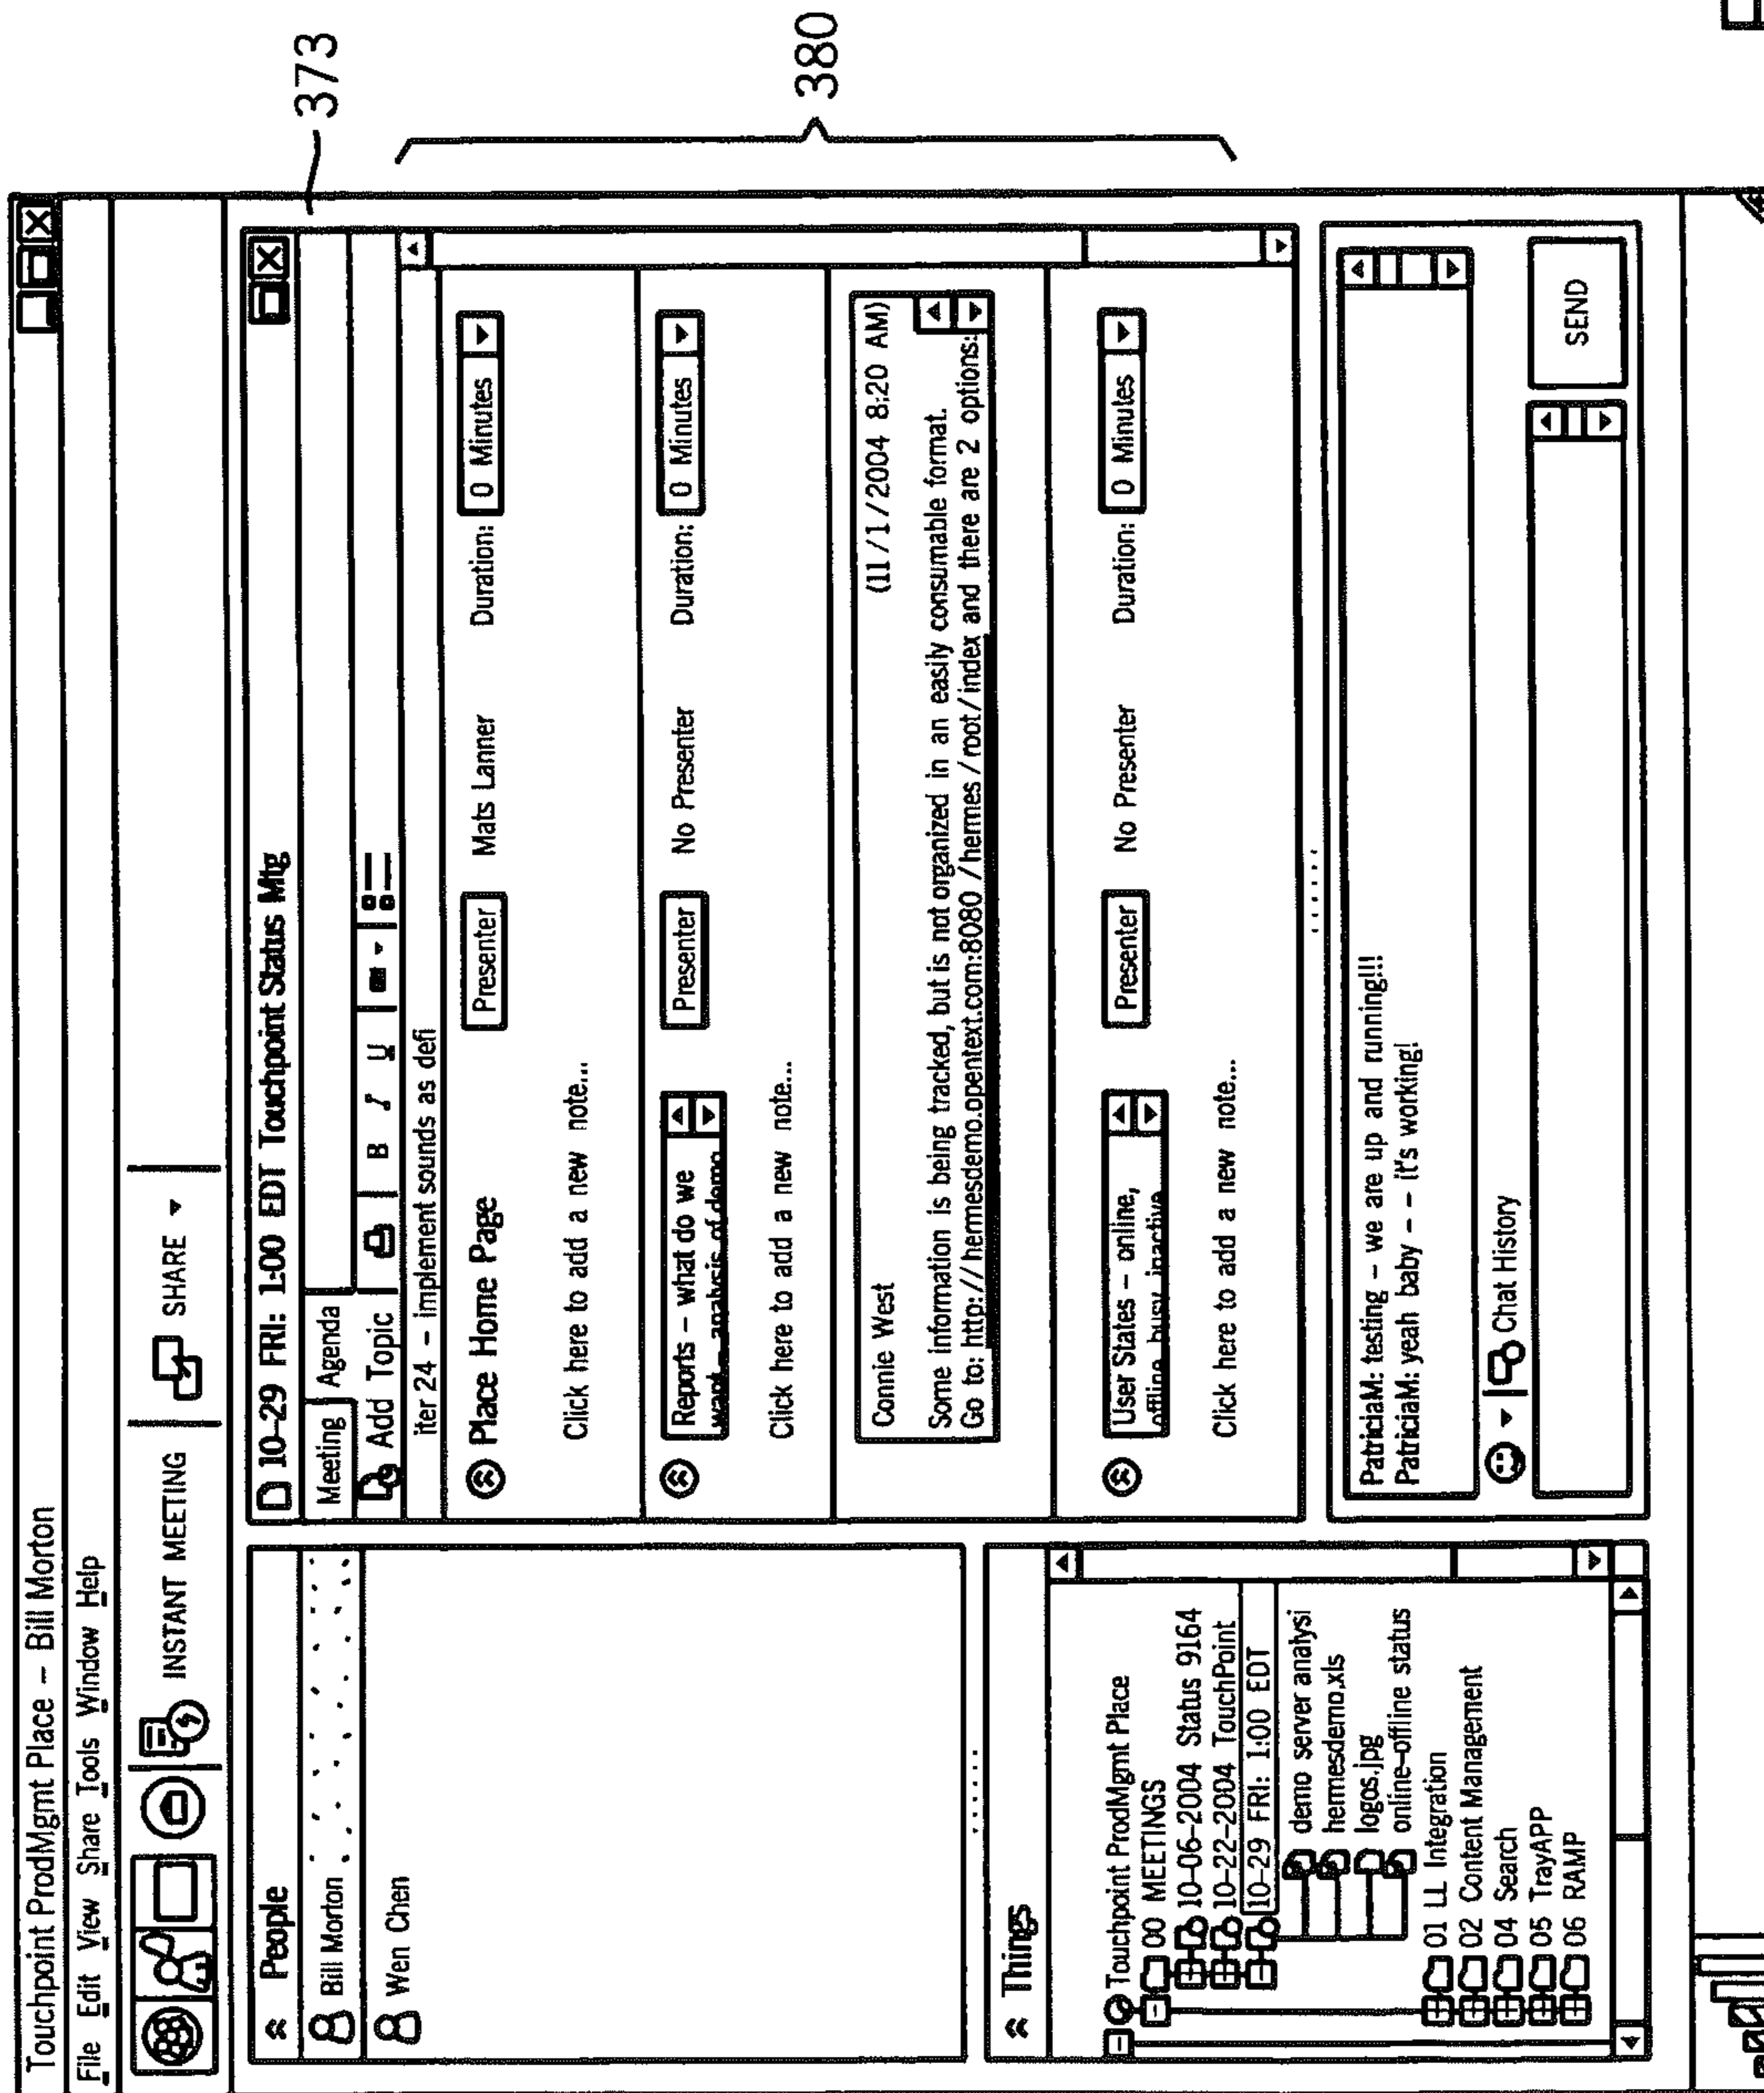 Touchpoint ProdMgmt Place – Bill Morton
File Edit View Share Tools Window Help
INSTANT MEETING SHARE
People
Bill Morton
Wen Chen
Things
Touchpoint ProdMgmt Place
00 MEETINGS
10-06-2004 Status 9164
10-22-2004 TouchPoint
10-29 FRI: 1:00 EDT
demo server analysi
hermesdemo.xls
logos.jpg
online-offline status
01 LL Integration
02 Content Management
04 Search
05 TrayAPP
06 RAMP
10-29 FRI: 1:00 EDT Touchpoint Status Mtg
Meeting Agenda
Add Topic B I U
iter 24 – implement sounds as defi
Place Home Page Presenter Mats Lanner Duration: 0 Minutes
Click here to add a new note...
Reports – what do we Presenter No Presenter Duration: 0 Minutes
want – analysis of demo
Click here to add a new note...
Connie West (11/1/2004 8:20 AM)
Some information is being tracked, but is not organized in an easily consumable format.
Go to: http://hermesdemo.opentext.com:8080/hermes/root/index and there are 2 options:
User States – online, Presenter No Presenter Duration: 0 Minutes
offline, busy, inactive
Click here to add a new note...
PatriciaM: testing – we are up and running!!!
PatriciaM: yeah baby – – it's working!
Chat History
SEND
373
380